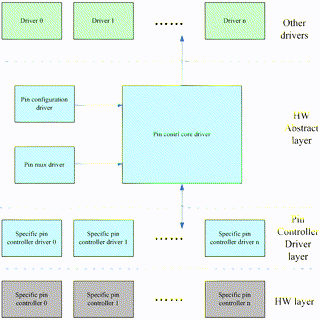 Driver 0
Driver 1
......
Driver n
Other
drivers
Pin configuration
driver
Pin contrl core driver
HW
Abstract
layer
Pin mux driver
Specific pin
controller driver 0
Specific pin
controller driver 1
......
Specific pin
controller driver n
Pin
Controller
Driver
layer
Specific pin
controller 0
Specific pin
controller 1
......
Specific pin
controller n
HW layer